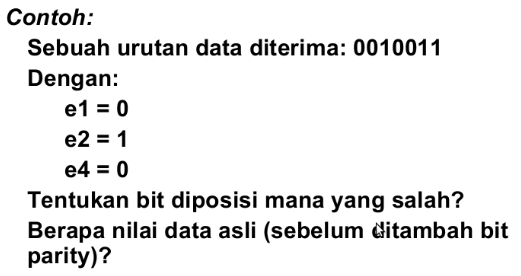 Contoh:
Sebuah urutan data diterima: 0010011
Dengan:
e1 = 0
e2 = 1
e4 = 0
Tentukan bit diposisi mana yang salah?
Berapa nilai data asli (sebelum ditambah bit
parity)?